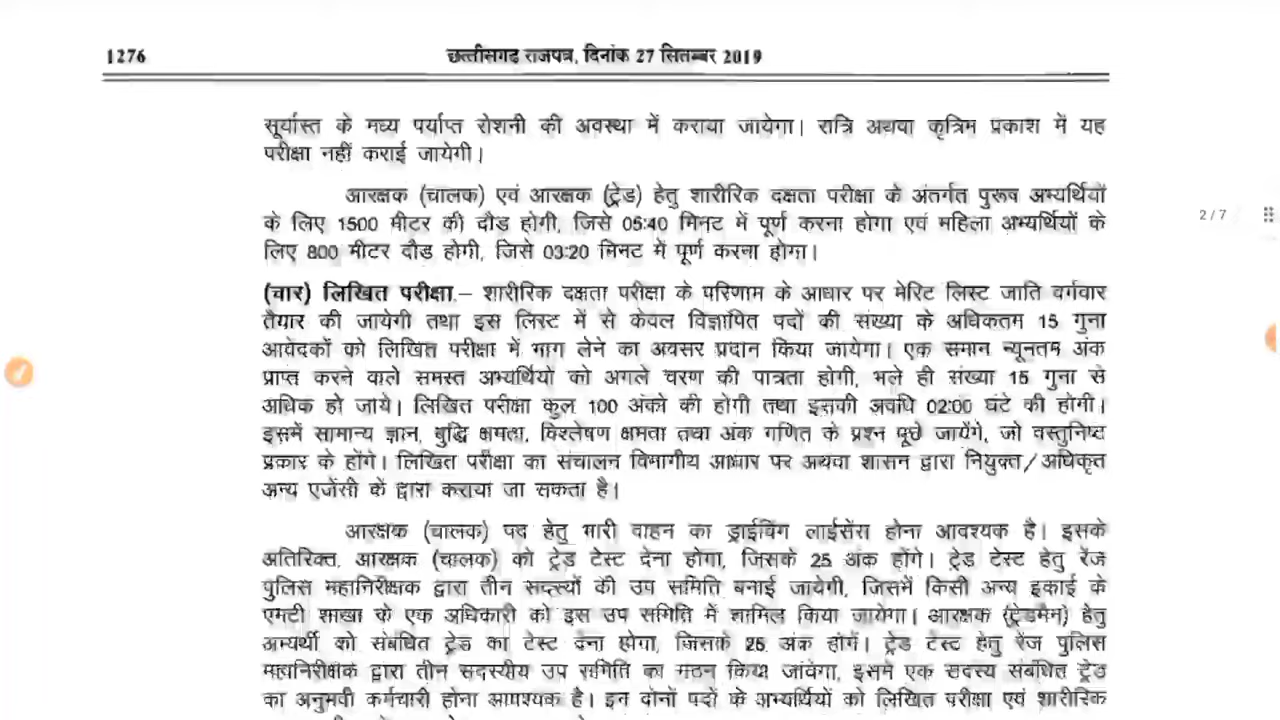 1276 छत्तीसगढ राजपत्र, दिनांक 27 सितम्बर 2019
सूर्यास्त के मध्य पर्याप्त रोशनी की अवस्था में कराया जायेगा। रात्रि अथवा कृत्रिम प्रकाश में यह
परीक्षा नहीं कराई जायेगी।
आरक्षक (चालक) एवं आरक्षक (ट्रेड) हेतु शारीरिक दक्षता परीक्षा के अंतर्गत पुरूष अभ्यर्थियों
के लिए 1500 मीटर की दौड होगी, जिसे 05:40 मिनट में पूर्ण करना होगा एवं महिला अभ्यर्थियों के
लिए 800 मीटर दौड होगी, जिसे 03:20 मिनट में पूर्ण करना होगा।
2/7
(चार) लिखित परीक्षा.– शारीरिक दक्षता परीक्षा के परिणाम के आधार पर मेरिट लिस्ट जाति वर्गवार
तैयार की जायेगी तथा इस लिस्ट में से केवल विज्ञापित पदों की संख्या के अधिकतम 15 गुना
आवेदकों को लिखित परीक्षा में भाग लेने का अवसर प्रदान किया जायेगा। एक समान न्यूनतम अंक
प्राप्त करने वाले समस्त अभ्यर्थियों को अगले चरण की पात्रता होगी, भले ही संख्या 15 गुना से
अधिक हो जाये। लिखित परीक्षा कुल 100 अंको की होगी तथा इसकी अवधि 02:00 घंटे की होगी।
इसमें सामान्य ज्ञान, बुद्धि क्षमता, विश्लेषण क्षमता तथा अंक गणित के प्रश्न पूछे जायेंगे, जो वस्तुनिष्ट
प्रकार के होंगे। लिखित परीक्षा का संचालन विभागीय आधार पर अथवा शासन द्वारा नियुक्त/अधिकृत
अन्य एजेंसी के द्वारा कराया जा सकता है।
आरक्षक (चालक) पद हेतु भारी वाहन का ड्राईविंग लाईसेंस होना आवश्यक है। इसके
अतिरिक्त, आरक्षक (चालक) को ट्रेड टेस्ट देना होगा, जिसके 25 अंक होंगे। ट्रेड टेस्ट हेतु रेंज
पुलिस महानिरीक्षक द्वारा तीन सदस्यों की उप समिति बनाई जायेगी, जिसमें किसी अन्य इकाई के
एमटी शाखा के एक अधिकारी को इस उप समिति में शामिल किया जायेगा। आरक्षक (ट्रेडमैन) हेतु
अभ्यर्थी को संबधित ट्रेड का टेस्ट देना होगा, जिसके 25 अंक होंगें। ट्रेड टेस्ट हेतु रेंज पुलिस
महानिरीक्षक द्वारा तीन सदस्यीय उप समिति का गठन किया जावेगा, इसमे एक सदस्य संबधित ट्रेड
का अनुभवी कर्मचारी होना आवश्यक है। इन दोनों पदों के अभ्यर्थियों को लिखित परीक्षा एवं शारीरिक